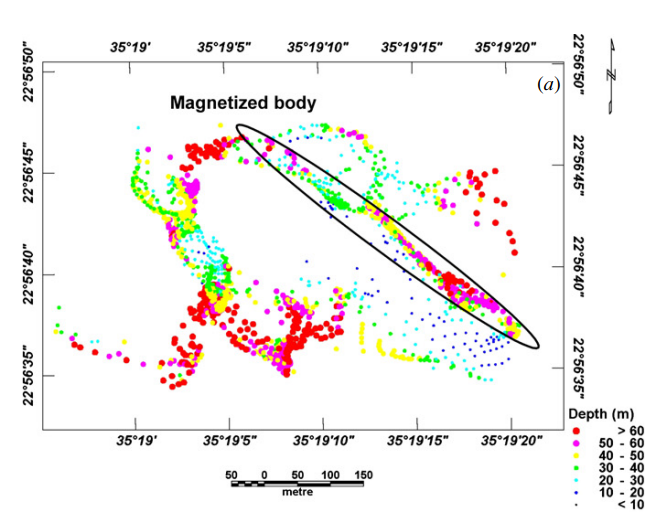 35°19' 35°19'5" 35°19'10" 35°19'15" 35°19'20"
22°56'50" 22°56'50"
(a)
N
Magnetized body
22°56'45" 22°56'45"
22°56'40" 22°56'40"
22°56'35" 22°56'35"
35°19' 35°19'5" 35°19'10" 35°19'15" 35°19'20"
Depth (m)
> 60
50 - 60
40 - 50
30 - 40
20 - 30
10 - 20
< 10
50 0 50 100 150
metre